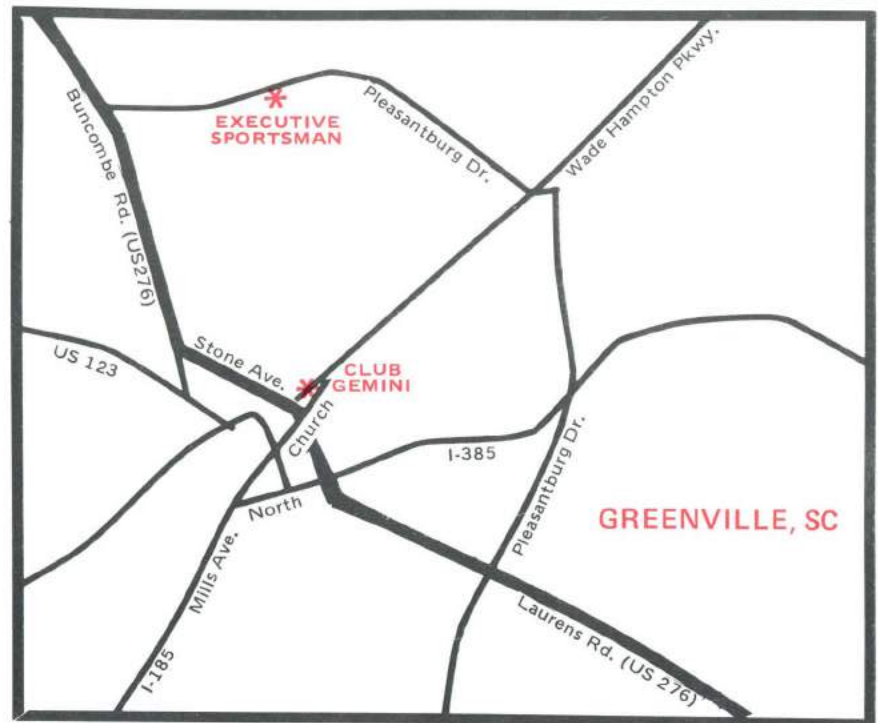 Buncombe Rd. (US276)
EXECUTIVE
SPORTSMAN
Pleasantburg Dr.
Wade Hampton Pkwy.
US 123
Stone Ave.
CLUB
GEMINI
Church
I-385
North
Mills Ave.
I-185
Pleasantburg Dr.
GREENVILLE, SC
Laurens Rd. (US 276)